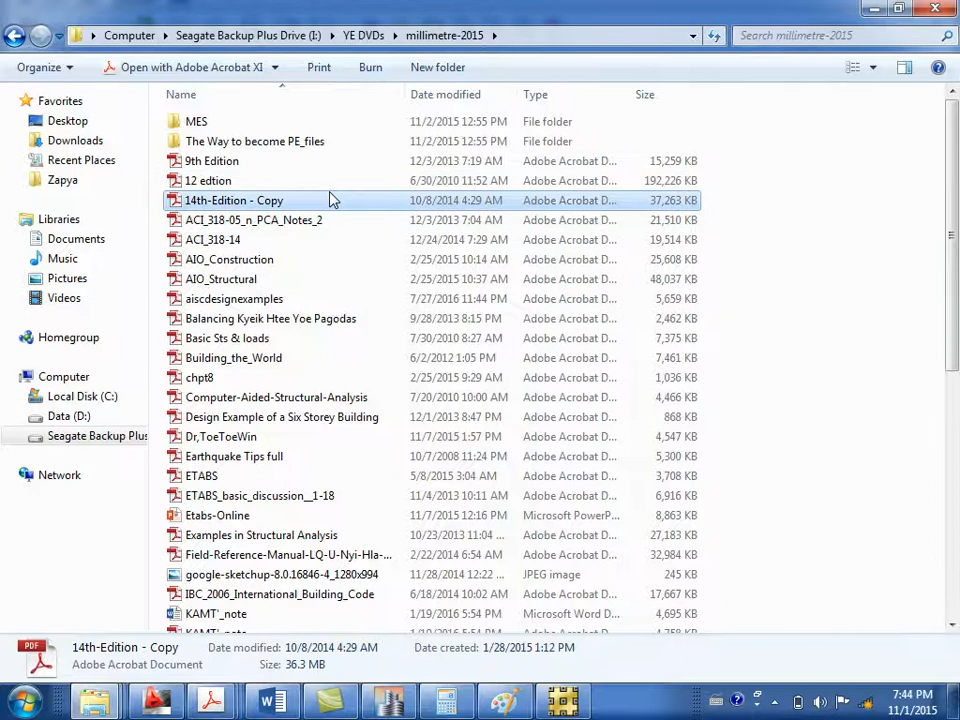 Computer Seagate Backup Plus Drive (I:) YE DVDs millimetre-2015 Search millimetre-2015
Organize Open with Adobe Acrobat XI Print Burn New folder
Name Date modified Type Size
Favorites
Desktop
Downloads
Recent Places
Zapya
Libraries
Documents
Music
Pictures
Videos
Homegroup
Computer
Local Disk (C:)
Data (D:)
Seagate Backup Plus
Network
MES 11/2/2015 12:55 PM File folder
The Way to become PE_files 11/2/2015 12:55 PM File folder
9th Edition 12/3/2013 7:19 AM Adobe Acrobat D... 15,259 KB
12 edtion 6/30/2010 11:52 AM Adobe Acrobat D... 192,226 KB
14th-Edition - Copy 10/8/2014 4:29 AM Adobe Acrobat D... 37,263 KB
ACI_318-05_n_PCA_Notes_2 12/3/2013 7:04 AM Adobe Acrobat D... 21,510 KB
ACI_318-14 12/24/2014 7:29 AM Adobe Acrobat D... 19,514 KB
AIO_Construction 2/25/2015 10:14 AM Adobe Acrobat D... 25,608 KB
AIO_Structural 2/25/2015 10:37 AM Adobe Acrobat D... 48,037 KB
aiscdesignexamples 7/27/2016 11:44 PM Adobe Acrobat D... 5,659 KB
Balancing Kyeik Htee Yoe Pagodas 9/28/2013 8:15 PM Adobe Acrobat D... 2,462 KB
Basic Sts & loads 7/30/2010 8:27 AM Adobe Acrobat D... 7,375 KB
Building_the_World 6/2/2012 1:05 PM Adobe Acrobat D... 7,461 KB
chpt8 2/25/2015 9:29 AM Adobe Acrobat D... 1,036 KB
Computer-Aided-Structural-Analysis 7/20/2010 10:00 AM Adobe Acrobat D... 4,466 KB
Design Example of a Six Storey Building 12/1/2013 8:47 PM Adobe Acrobat D... 868 KB
Dr,ToeToeWin 11/7/2015 1:57 PM Adobe Acrobat D... 4,547 KB
Earthquake Tips full 10/7/2008 11:24 PM Adobe Acrobat D... 5,300 KB
ETABS 5/8/2015 3:04 AM Adobe Acrobat D... 3,708 KB
ETABS_basic_discussion__1-18 11/4/2013 10:11 AM Adobe Acrobat D... 6,916 KB
Etabs-Online 11/7/2015 12:16 PM Microsoft PowerP... 8,863 KB
Examples in Structural Analysis 10/23/2013 11:04 ... Adobe Acrobat D... 27,183 KB
Field-Reference-Manual-LQ-U-Nyi-Hla-... 2/22/2014 6:54 AM Adobe Acrobat D... 32,984 KB
google-sketchup-8.0.16846-4_1280x994 11/28/2014 12:22 ... JPEG image 245 KB
IBC_2006_International_Building_Code 6/18/2014 10:02 AM Adobe Acrobat D... 17,667 KB
KAMT'_note 1/19/2016 5:54 PM Microsoft Word D... 4,695 KB
14th-Edition - Copy Date modified: 10/8/2014 4:29 AM Date created: 1/28/2015 1:12 PM
Adobe Acrobat Document Size: 36.3 MB
7:44 PM
11/1/2015